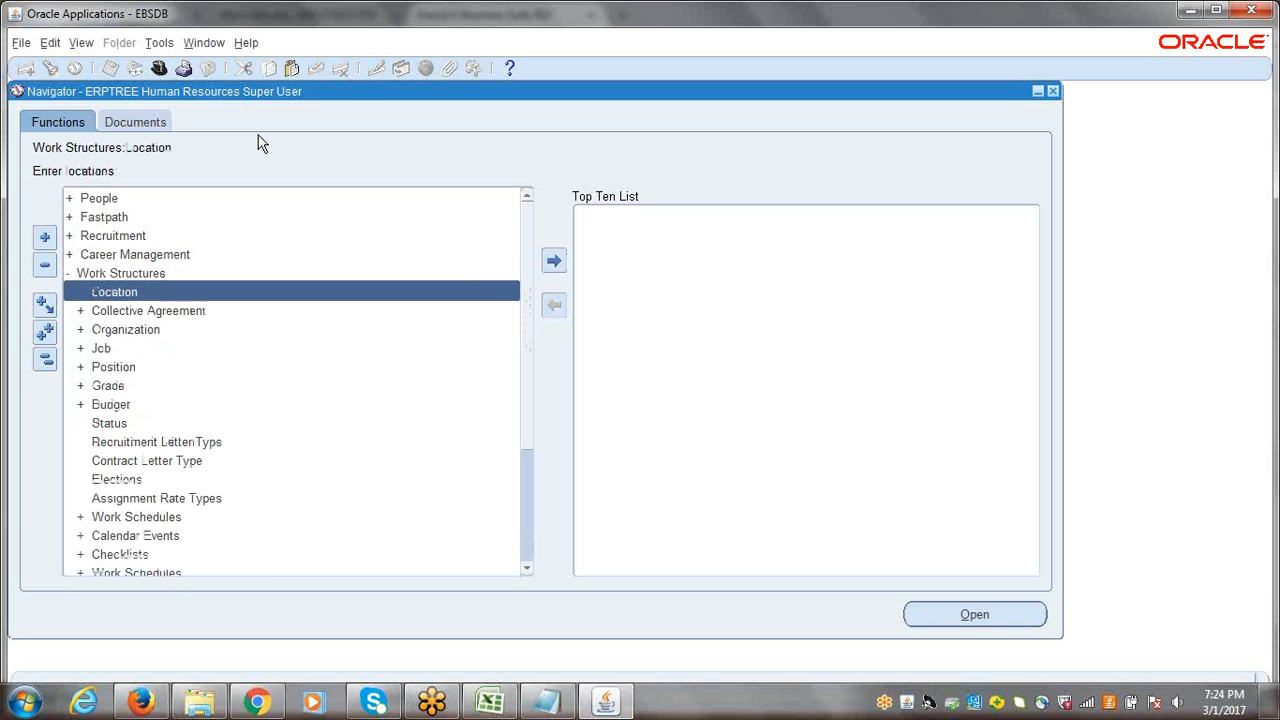 Oracle Applications - EBSDB
File Edit View Folder Tools Window Help
ORACLE
Navigator - ERPTREE Human Resources Super User
Functions Documents
Work Structures:Location
Enrer locations
Top Ten List
+ People
+ Fastpath
+ Recruitment
+ Career Management
- Work Structures
Location
+ Collective Agreement
+ Organization
+ Job
+ Position
+ Grade
+ Budget
Status
Recruitment Letter Type
Contract Letter Type
Elections
Assignment Rate Types
+ Work Schedules
+ Calendar Events
+ Checklists
+ Work Schedules
Open
7:24 PM
3/1/2017